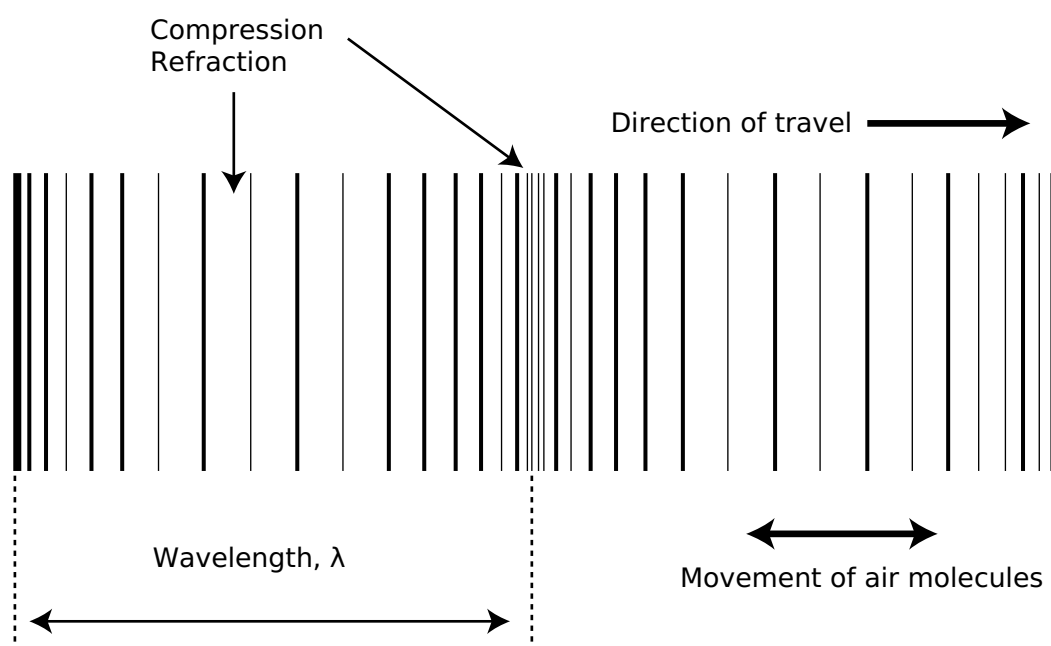 Compression
Refraction
Direction of travel
Wavelength, λ
Movement of air molecules